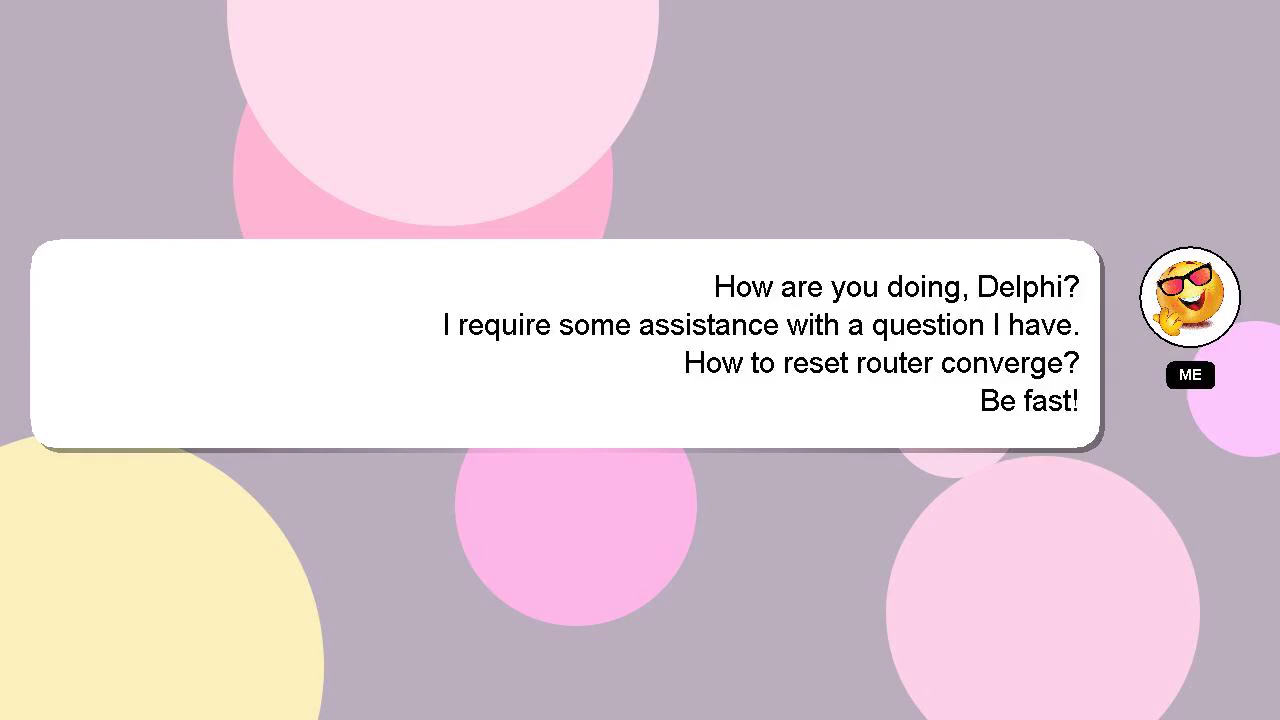 How are you doing, Delphi?
I require some assistance with a question I have.
How to reset router converge?
Be fast!
ME